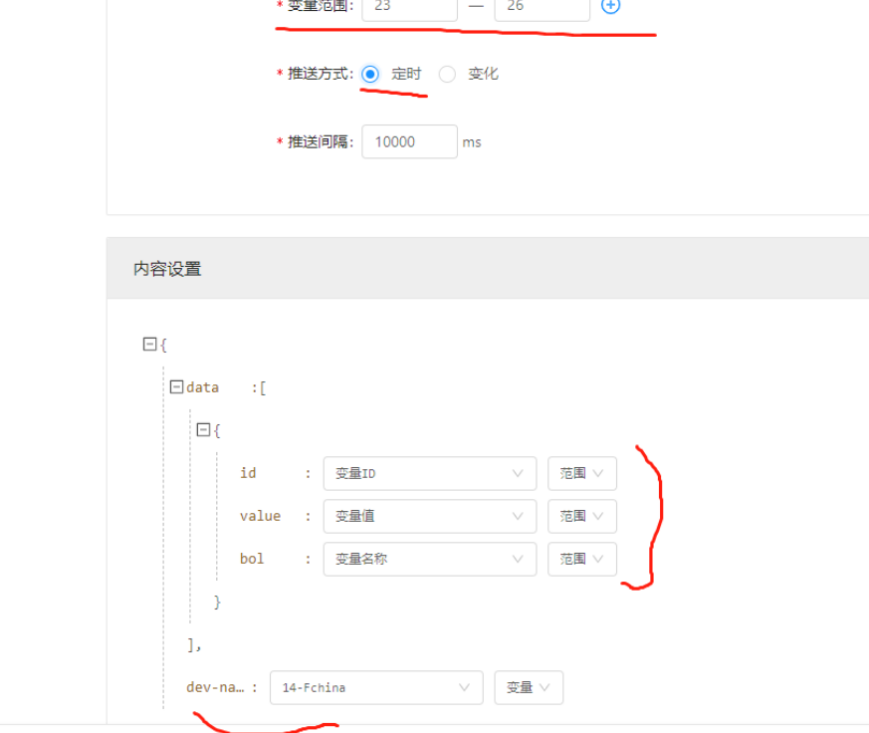 * 变量范围: 23 — 26
* 推送方式: 定时 变化
* 推送间隔: 10000 ms
内容设置
{
data :[
{
id : 变量ID 范围
value : 变量值 范围
bol : 变量名称 范围
}
],
dev-na… : 14-Fchina 变量